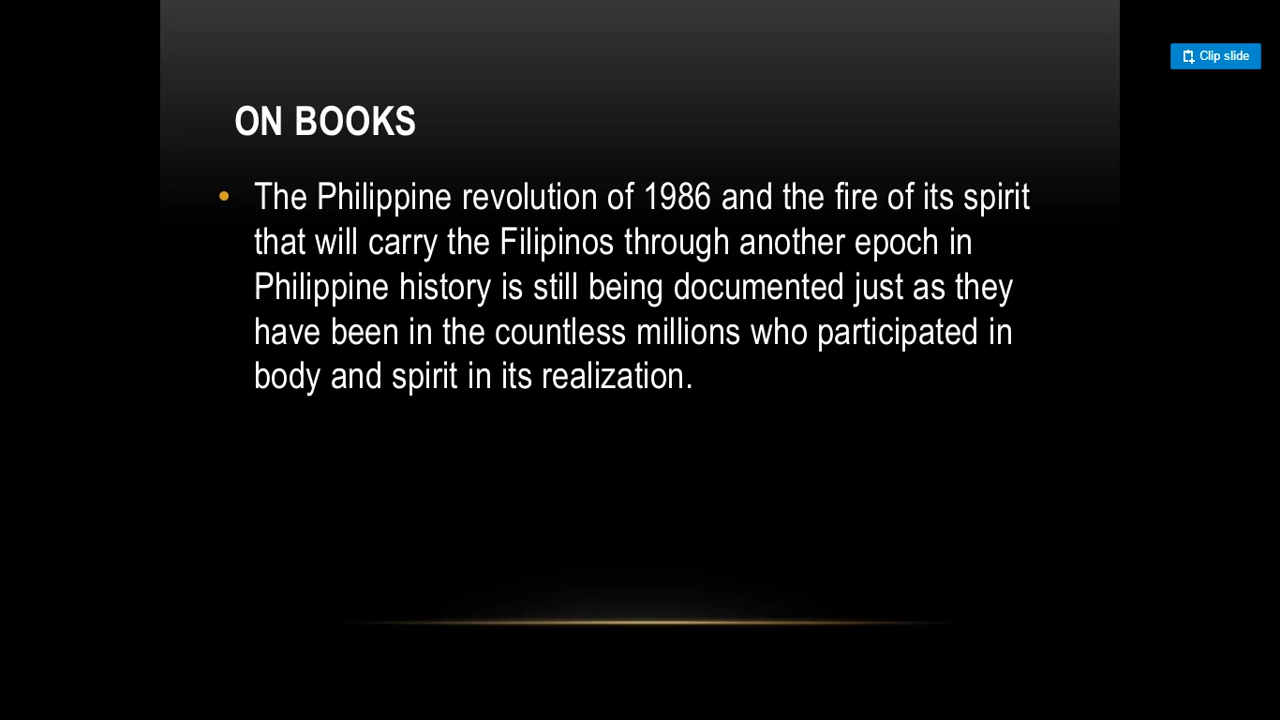 Clip slide
ON BOOKS
• The Philippine revolution of 1986 and the fire of its spirit
that will carry the Filipinos through another epoch in
Philippine history is still being documented just as they
have been in the countless millions who participated in
body and spirit in its realization.